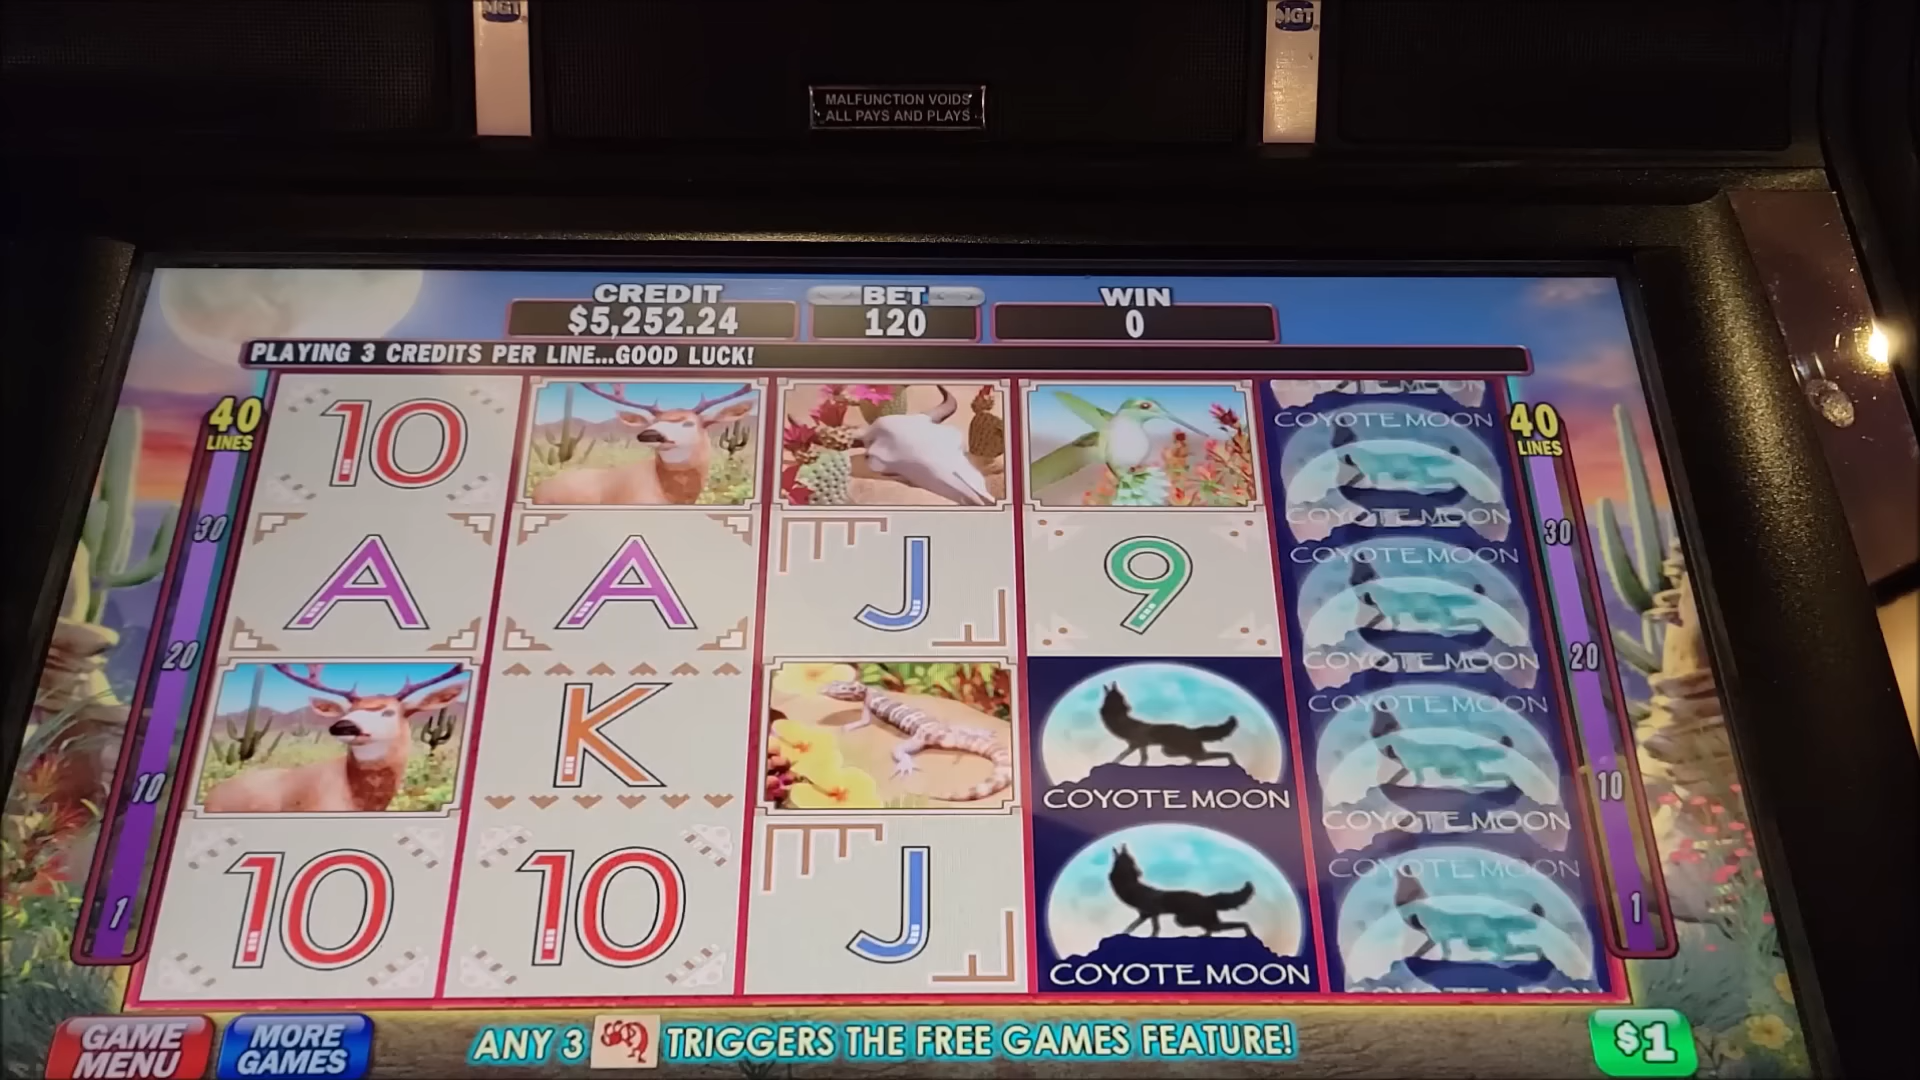 IGT
IGT
MALFUNCTION VOIDS
ALL PAYS AND PLAYS
CREDIT
$5,252.24
BET
120
WIN
0
PLAYING 3 CREDITS PER LINE...GOOD LUCK!
40
LINES
30
20
10
1
40
LINES
30
20
10
1
10
COYOTE MOON
COYOTE MOON
A
A
J
9
COYOTE MOON
COYOTE MOON
K
COYOTE MOON
COYOTE MOON
COYOTE MOON
10
10
J
COYOTE MOON
COYOTE MOON
GAME
MENU
MORE
GAMES
ANY 3 TRIGGERS THE FREE GAMES FEATURE!
$1